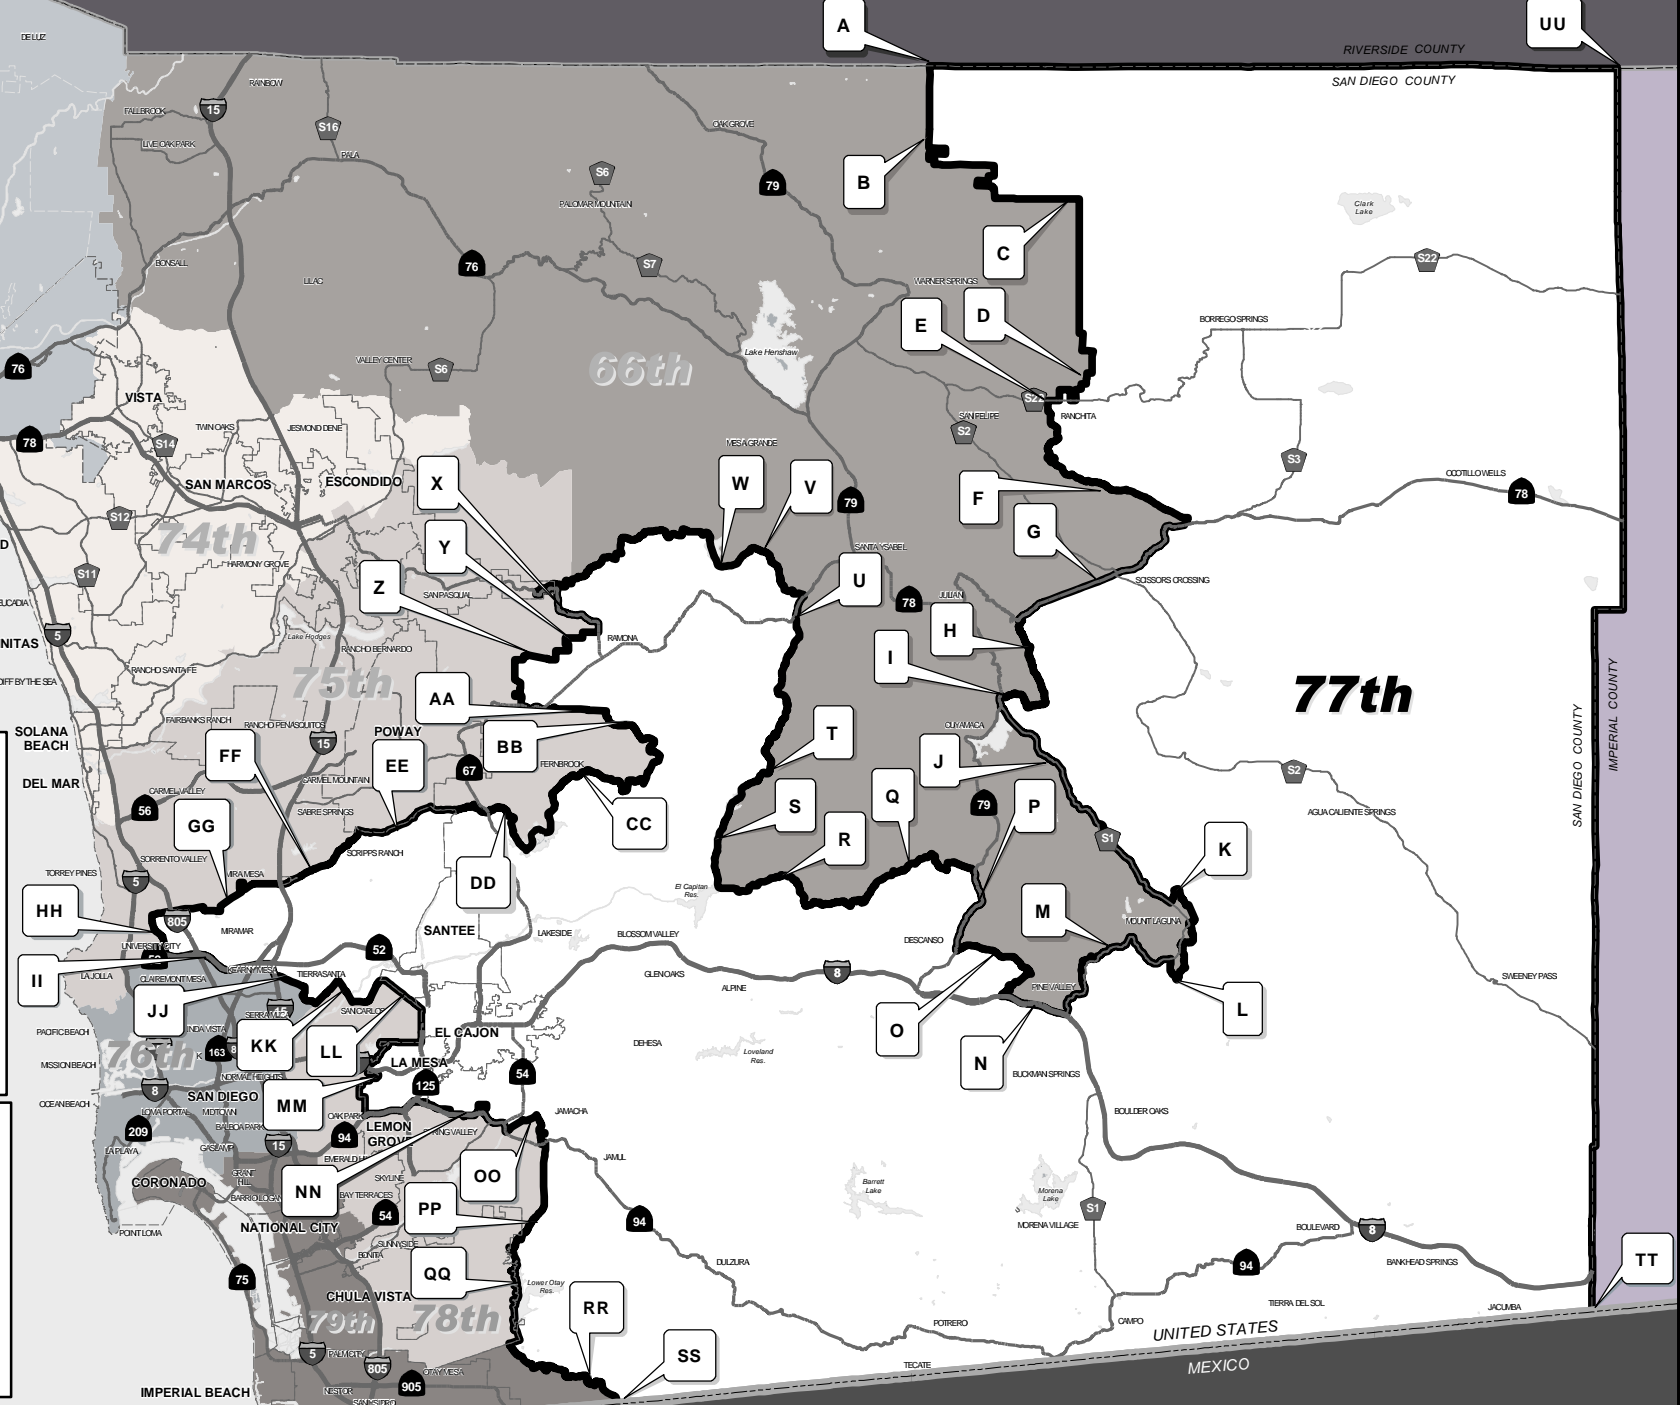 DE LUZ
A
UU
RIVERSIDE COUNTY
SAN DIEGO COUNTY
RAINBOW
FALLBROOK
15
LIVE OAK PARK
S16
PALA
OAK GROVE
79
S6
PALOMAR MOUNTAIN
B
Clark
Lake
C
BONSALL
LILAC
76
S7
WARNER SPRINGS
S22
D
E
BORREGO SPRINGS
Lake Henshaw
VALLEY CENTER
S6
66th
76
VISTA
S22
RANCHITA
SAN FELIPE
S2
TWIN OAKS
JESMOND DENE
78
S14
MESA GRANDE
S3
OCOTILLO WELLS
78
SAN MARCOS
ESCONDIDO
X
W
V
79
F
S12
D
74th
G
Y
SANTA YSABEL
HARMONY GROVE
S11
Z
U
SCISSORS CROSSING
SAN PASQUAL
JULIAN
78
5
NITAS
Lake Hodges
RAMONA
H
RANCHO BERNARDO
I
RANCHO SANTA FE
DIFF BY THE SEA
75th
77th
IMPERIAL COUNTY
SAN DIEGO COUNTY
AA
FAIRBANKS RANCH
RANCHO PENASQUITOS
CUYAMACA
SOLANA
BEACH
POWAY
15
FF
BB
T
EE
67
FERNBROOK
J
S2
DEL MAR
CARMEL MOUNTAIN
CARMEL VALLEY
56
SABRE SPRINGS
GG
CC
S
Q
79
P
AGUA CALIENTE SPRINGS
S1
R
K
SCRIPPS RANCH
SORRENTO VALLEY
TORREY PINES
5
MIRA MESA
DD
El Capitan
Res.
HH
805
M
MOUNT LAGUNA
MIRAMAR
SANTEE
LAKESIDE
BLOSSOM VALLEY
DESCANSO
UNIVERSITY CITY
52
52
II
LA JOLLA
CLAIREMONT MESA
KEARNY MESA
TIERRASANTA
GLEN OAKS
8
ALPINE
PINE VALLEY
SWEENEY PASS
JJ
SERRA MESA
SAN CARLOS
O
L
PACIFIC BEACH
76th
163
KK
LL
EL CAJON
DEHESA
Loveland
Res.
N
MISSION BEACH
LA MESA
BUCKMAN SPRINGS
8
NORMAL HEIGHTS
125
54
OCEAN BEACH
SAN DIEGO
MM
LOMA PORTAL
MIDTOWN
OAK PARK
JAMACHA
BOULDER OAKS
209
BALBOA PARK
15
94
LEMON
GROVE
SPRING VALLEY
LA PLAYA
GASLAMP
OO
JAMUL
GRANT
HILL
CORONADO
NN
SKYLINE
Barrett
Lake
Morena
Lake
BARRIO LOGAN
BAY TERRACES
PP
NATIONAL CITY
54
94
MORENA VILLAGE
S1
BOULEVARD
8
POINT LOMA
SUNNYSIDE
BONITA
75
QQ
Lower Otay
Res.
DULZURA
94
BANKHEAD SPRINGS
TT
CHULA VISTA
79th
78th
RR
TIERRA DEL SOL
JACUMBA
POTRERO
CAMPO
UNITED STATES
5
PALM CITY
805
SS
TECATE
MEXICO
OTAY MESA
IMPERIAL BEACH
NESTOR
905
SAN YSIDRO